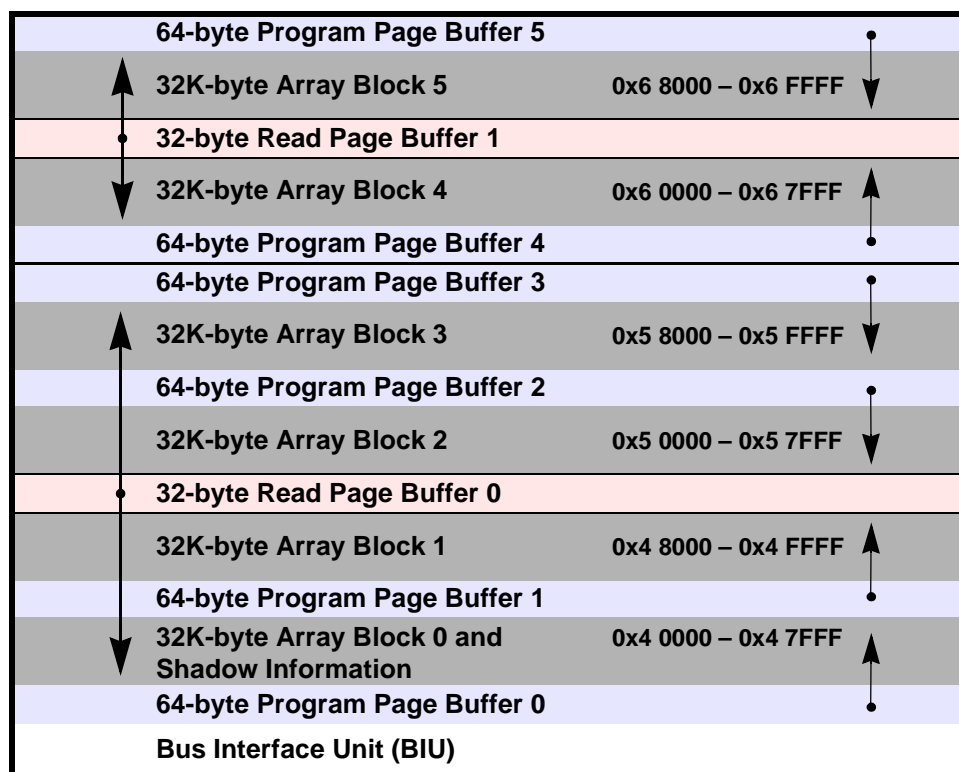 64-byte Program Page Buffer 5
32K-byte Array Block 5 0x6 8000 – 0x6 FFFF
32-byte Read Page Buffer 1
32K-byte Array Block 4 0x6 0000 – 0x6 7FFF
64-byte Program Page Buffer 4
64-byte Program Page Buffer 3
32K-byte Array Block 3 0x5 8000 – 0x5 FFFF
64-byte Program Page Buffer 2
32K-byte Array Block 2 0x5 0000 – 0x5 7FFF
32-byte Read Page Buffer 0
32K-byte Array Block 1 0x4 8000 – 0x4 FFFF
64-byte Program Page Buffer 1
32K-byte Array Block 0 and 0x4 0000 – 0x4 7FFF
Shadow Information
64-byte Program Page Buffer 0
Bus Interface Unit (BIU)